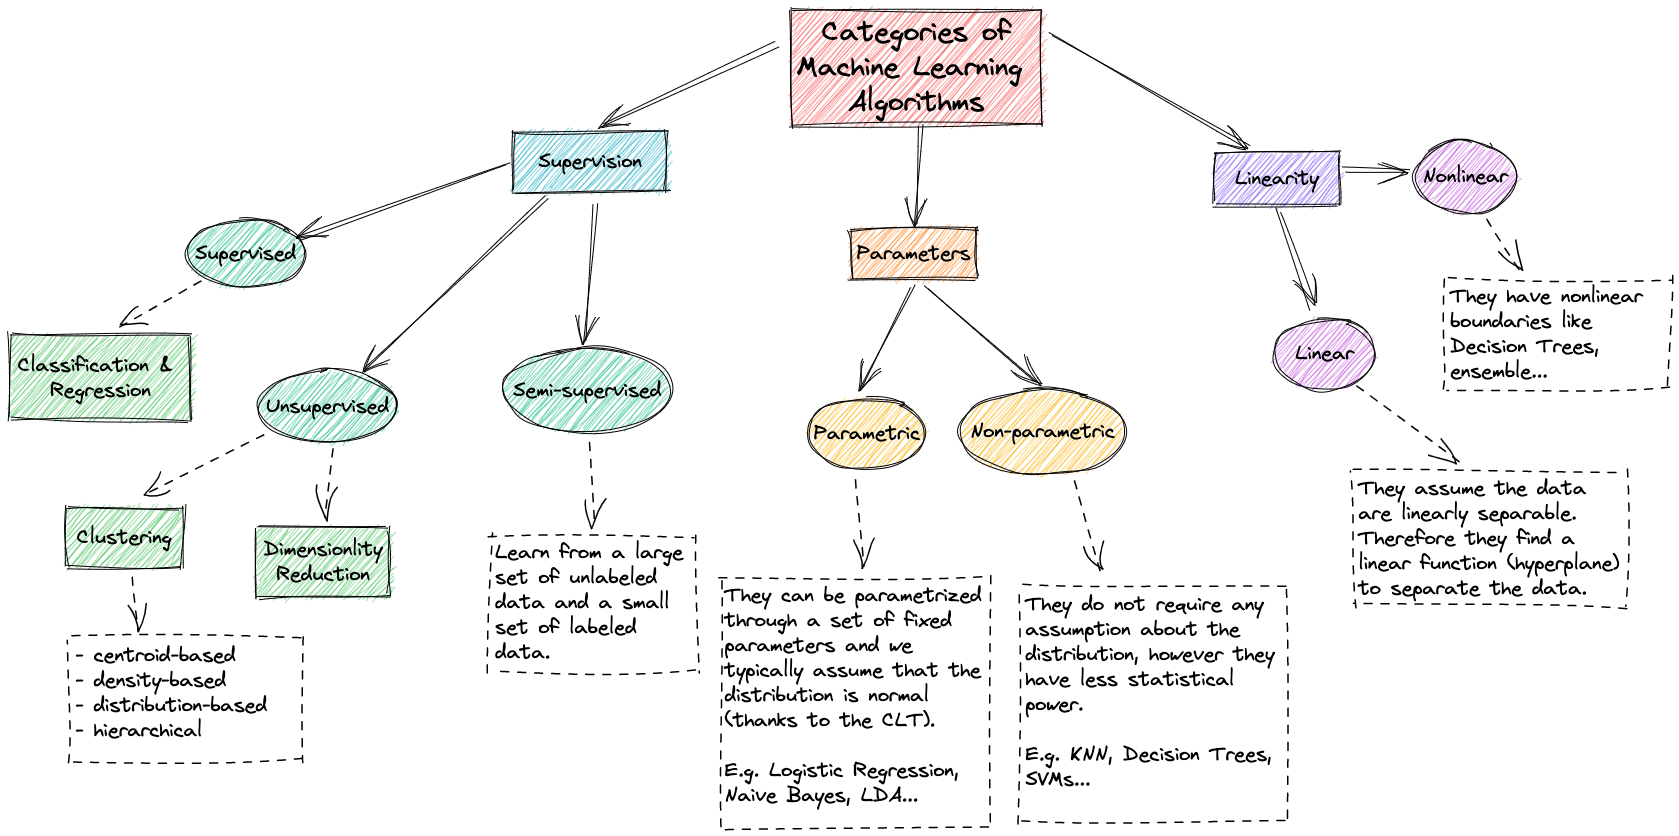 Categories of
Machine Learning
Algorithms
Supervision
Linearity
Nonlinear
Supervised
Parameters
They have nonlinear
boundaries like
Decision Trees,
ensemble...
Linear
Classification &
Regression
Unsupervised
Semi-supervised
Parametric
Non-parametric
They assume the data
are linearly separable.
Therefore they find a
linear function (hyperplane)
to separate the data.
Clustering
Dimensionlity
Reduction
Learn from a large
set of unlabeled
data and a small
set of labeled
data.
They can be parametrized
through a set of fixed
parameters and we
typically assume that the
distribution is normal
(thanks to the CLT).
E.g. Logistic Regression,
Naive Bayes, LDA...
They do not require any
assumption about the
distribution, however they
have less statistical
power.
E.g. KNN, Decision Trees,
SVMs...
- centroid-based
- density-based
- distribution-based
- hierarchical